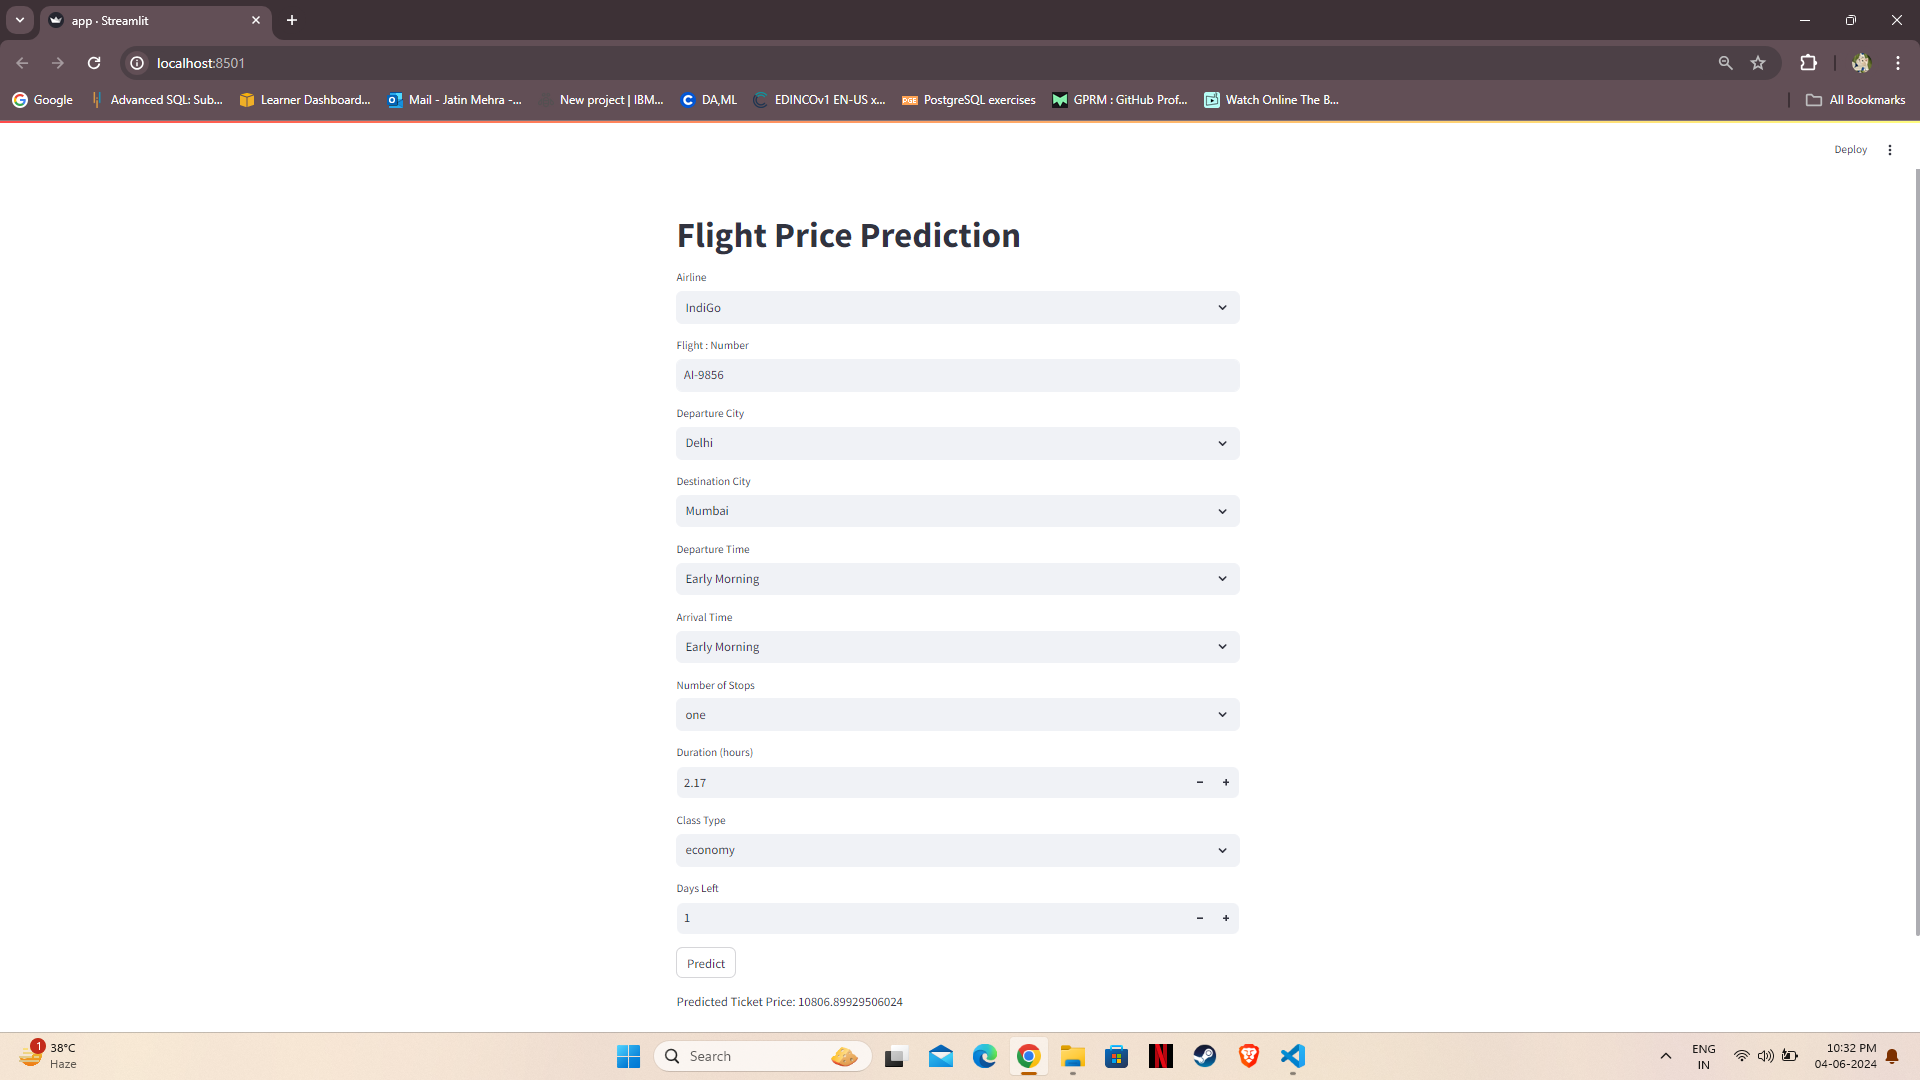 app · Streamlit
localhost:8501
Google
Advanced SQL: Sub...
Learner Dashboard...
Mail - Jatin Mehra -...
New project | IBM...
DA,ML
EDINCOv1 EN-US x...
PGE
PostgreSQL exercises
GPRM : GitHub Prof...
Watch Online The B...
All Bookmarks
Deploy
Flight Price Prediction
Airline
IndiGo
Flight : Number
AI-9856
Departure City
Delhi
Destination City
Mumbai
Departure Time
Early Morning
Arrival Time
Early Morning
Number of Stops
one
Duration (hours)
2.17
Class Type
economy
Days Left
1
Predict
Predicted Ticket Price: 10806.89929506024
1
38°C
Haze
Search
ENG
IN
10:32 PM
04-06-2024